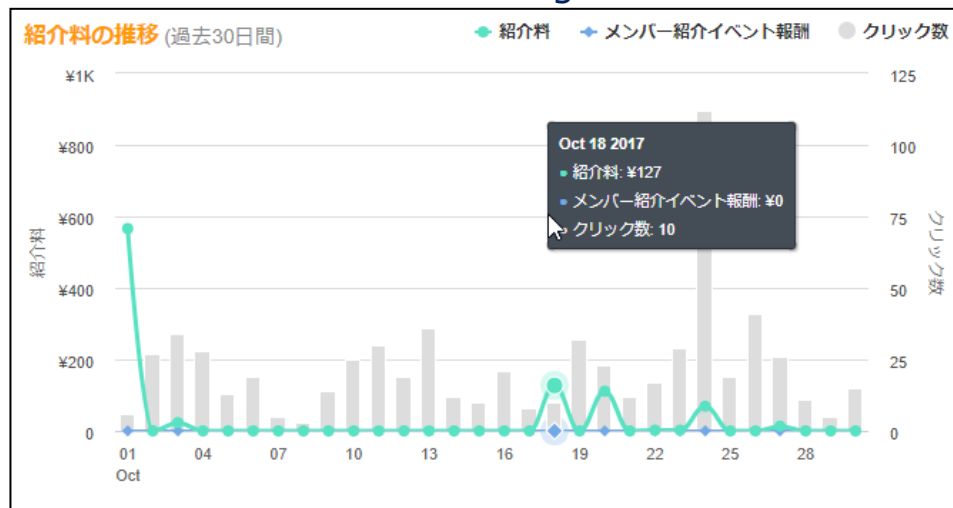 紹介料の推移 (過去30日間)
紹介料 メンバー紹介イベント報酬 クリック数
¥1K 125
¥800 100
¥600 75
¥400 50
¥200 25
0 0
紹介料
クリック数
Oct 18 2017
紹介料: ¥127
メンバー紹介イベント報酬: ¥0
クリック数: 10
01 04 07 10 13 16 19 22 25 28
Oct